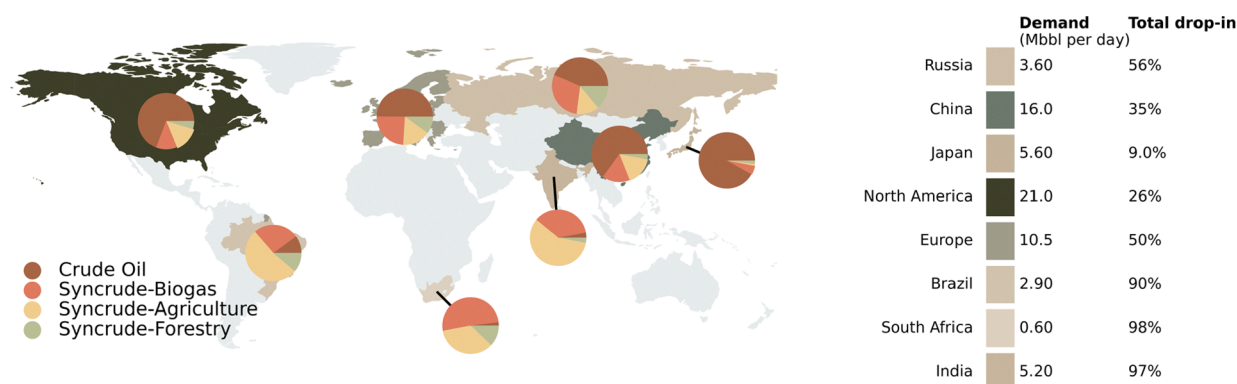 Crude Oil
Syncrude-Biogas
Syncrude-Agriculture
Syncrude-Forestry
Demand Total drop-in
(Mbbl per day)
Russia 3.60 56%
China 16.0 35%
Japan 5.60 9.0%
North America 21.0 26%
Europe 10.5 50%
Brazil 2.90 90%
South Africa 0.60 98%
India 5.20 97%